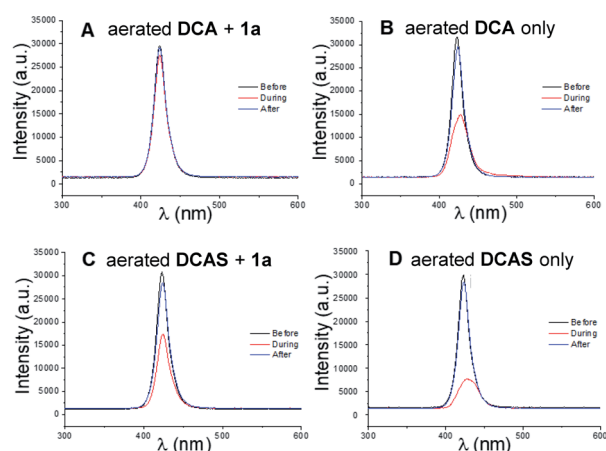 A aerated DCA + 1a
Intensity (a.u.)
35000
30000
25000
20000
15000
10000
5000
0
Before
During
After
300
400
500
600
λ (nm)
B aerated DCA only
Intensity (a.u.)
35000
30000
25000
20000
15000
10000
5000
0
Before
During
After
300
400
500
600
λ (nm)
C aerated DCAS + 1a
Intensity (a.u.)
35000
30000
25000
20000
15000
10000
5000
0
Before
During
After
300
400
500
600
λ (nm)
D aerated DCAS only
Intensity (a.u.)
35000
30000
25000
20000
15000
10000
5000
0
Before
During
After
300
400
500
600
λ (nm)